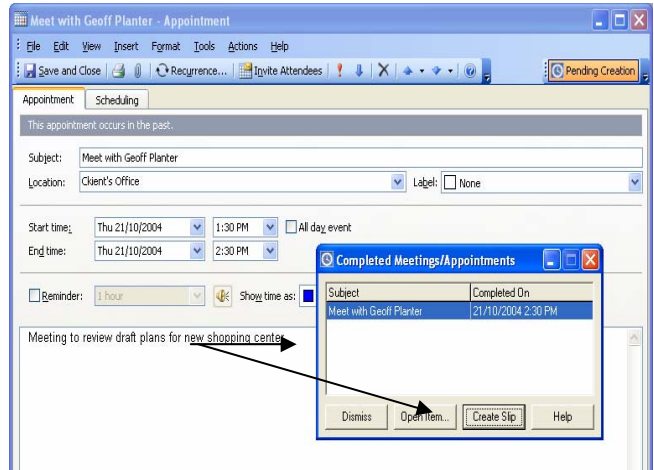 Meet with Geoff Planter - Appointment
File Edit View Insert Format Tools Actions Help
Save and Close Recurrence... Invite Attendees Pending Creation
Appointment Scheduling
This appointment occurs in the past.
Subject: Meet with Geoff Planter
Location: Ckient's Office Label: None
Start time: Thu 21/10/2004 1:30 PM All day event
End time: Thu 21/10/2004 2:30 PM
Reminder: 1 hour Show time as:
Meeting to review draft plans for new shopping center
Completed Meetings/Appointments
Subject Completed On
Meet with Geoff Planter 21/10/2004 2:30 PM
Dismiss Open Item... Create Slip Help